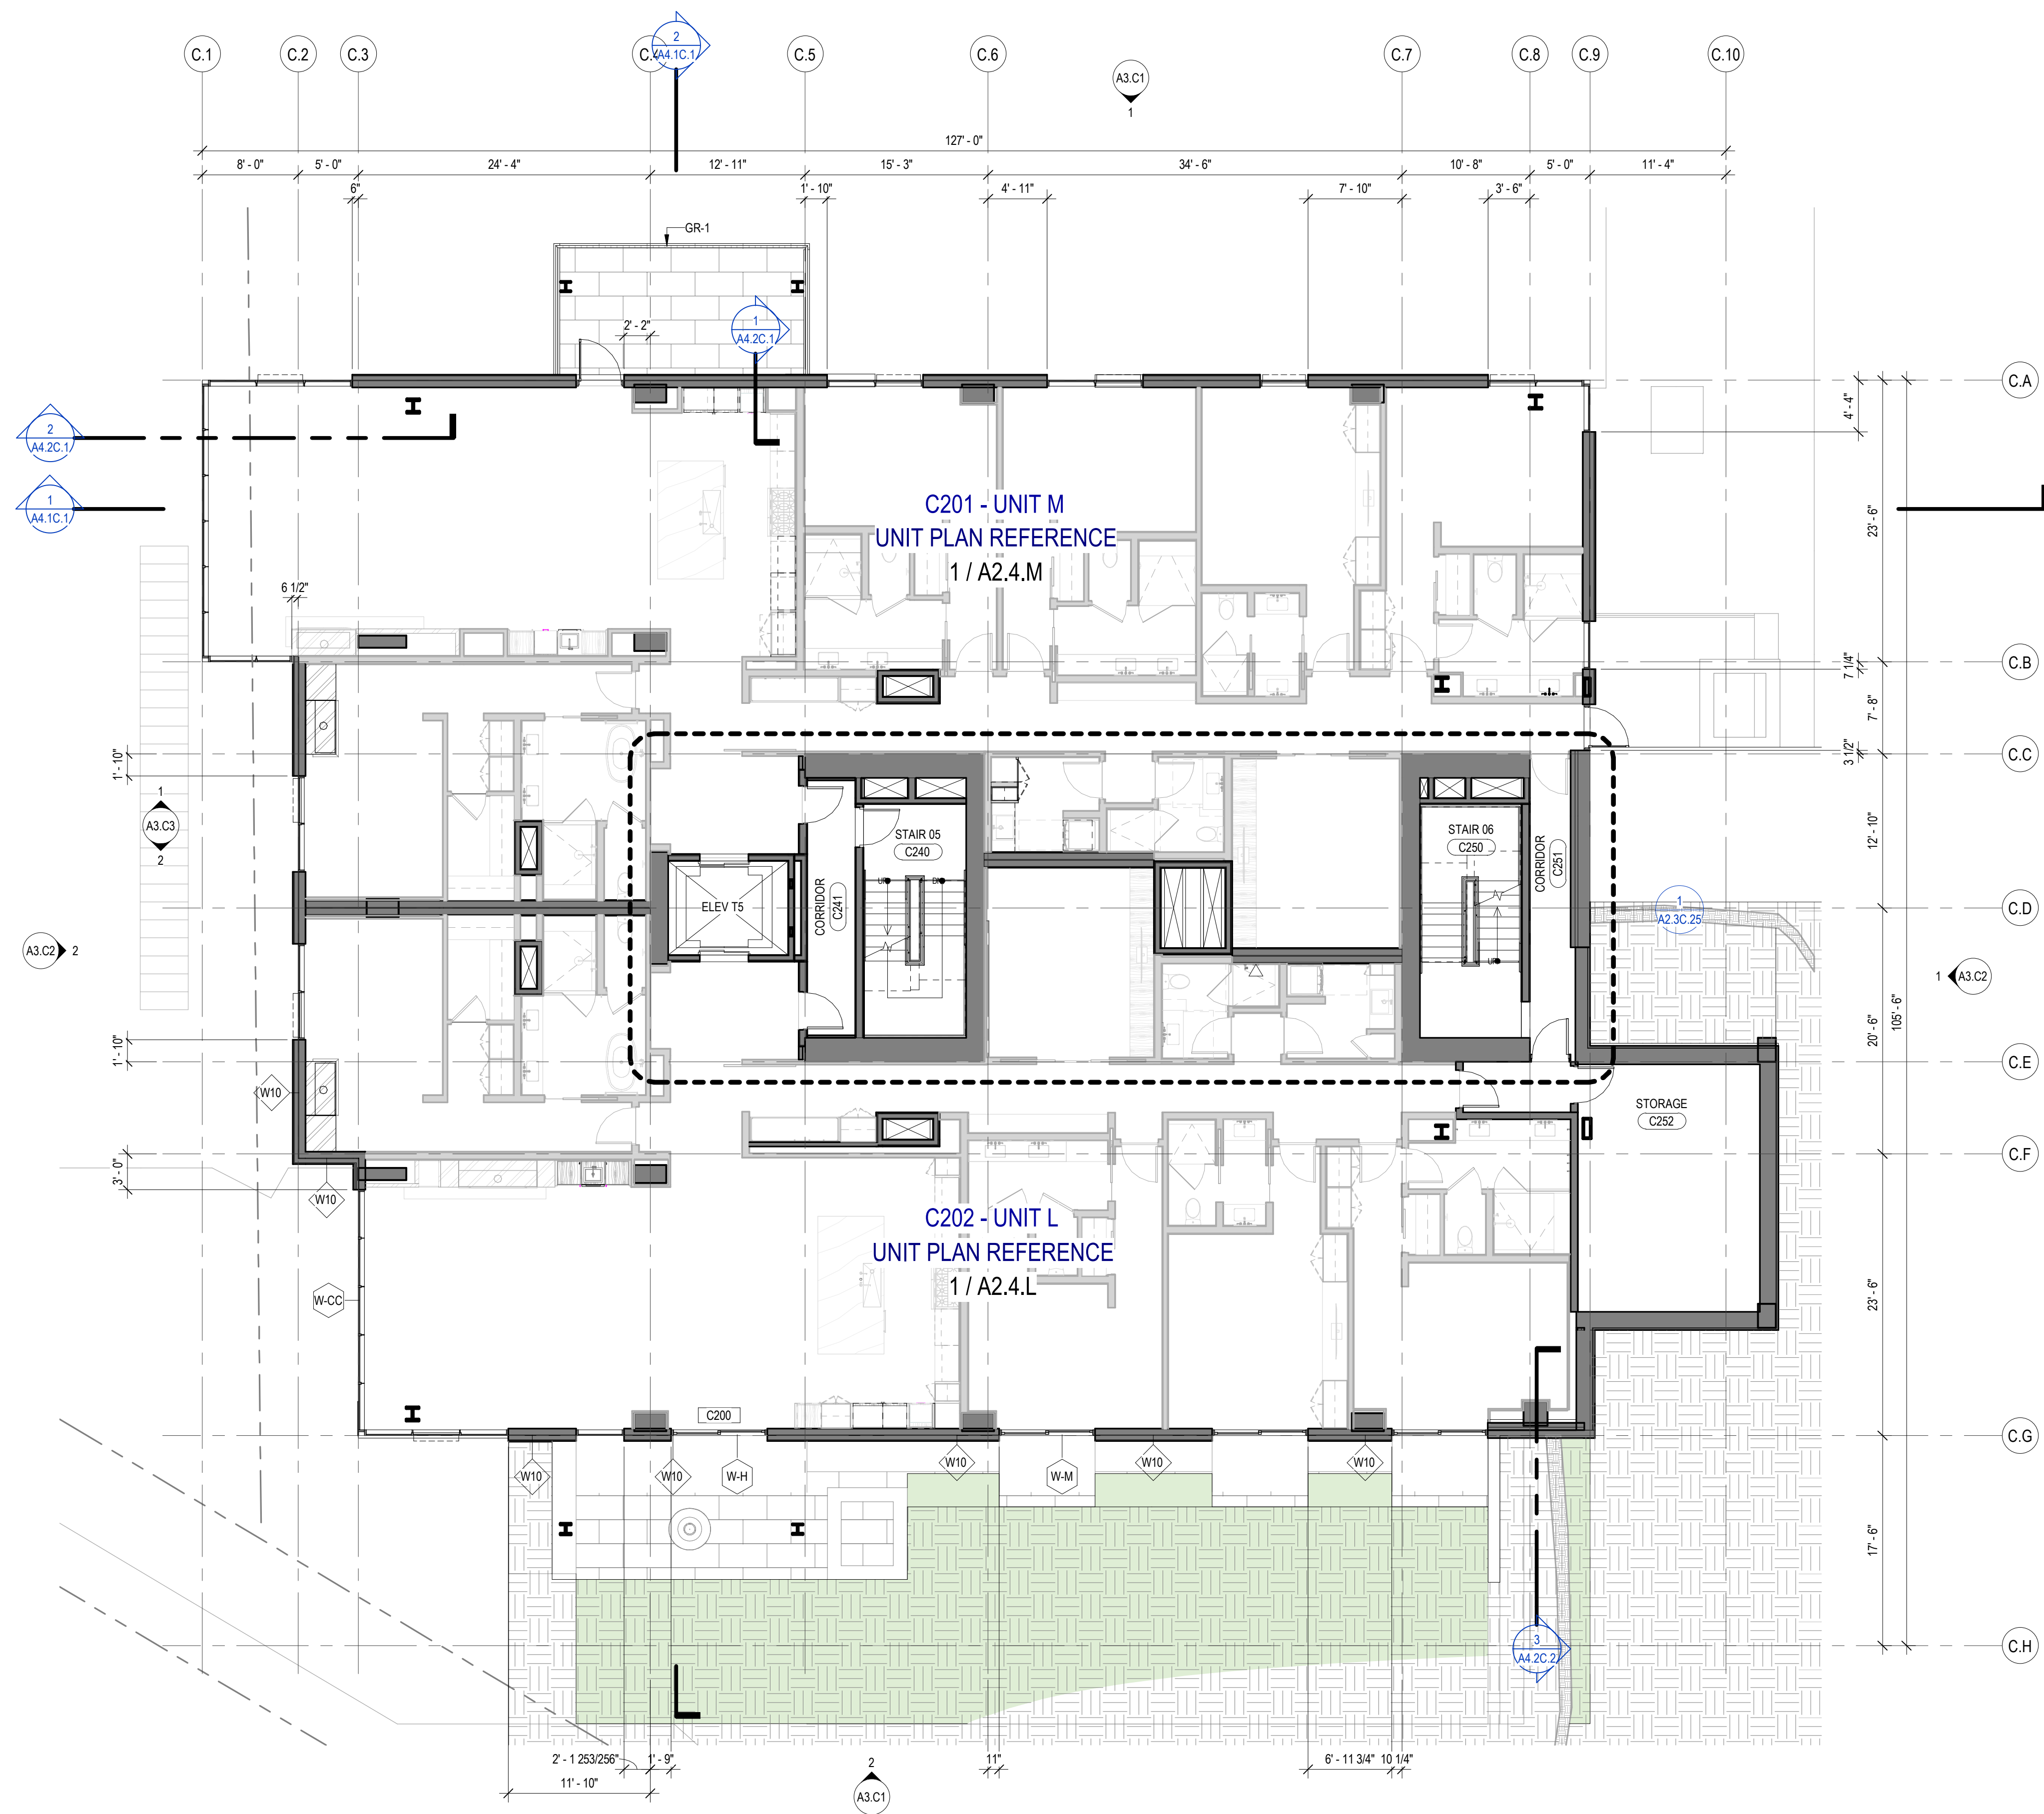 C.1
C.2
C.3
2
A4.1C.1
C.5
C.6
C.7
C.8
C.9
C.10
A3.C1
1
127' - 0"
8' - 0"
5' - 0"
24' - 4"
12' - 11"
15' - 3"
34' - 6"
10' - 8"
5' - 0"
11' - 4"
6"
1' - 10"
4' - 11"
7' - 10"
3' - 6"
GR-1
2' - 2"
1
A4.2C.1
C.A
4' - 4"
2
A4.2C.1
1
A4.1C.1
C201 - UNIT M
UNIT PLAN REFERENCE
1 / A2.4.M
23' - 6"
6 1/2"
C.B
7 1/4"
7' - 8"
3 1/2"
C.C
1' - 10"
1
A3.C3
2
STAIR 05
C240
UP
DN
STAIR 06
C250
UP
CORRIDOR
C251
12' - 10"
CORRIDOR
C241
ELEV T5
1
A2.3C.25
C.D
A3.C2
2
1
A3.C2
20' - 6"
105' - 6"
1' - 10"
C.E
W10
STORAGE
C252
C.F
3' - 0"
W10
C202 - UNIT L
UNIT PLAN REFERENCE
1 / A2.4.L
W-CC
23' - 6"
C200
C.G
W10
W10
W-H
W10
W-M
W10
W10
17' - 6"
3
A4.2C.2
C.H
2' - 1 253/256"
1' - 9"
11"
6' - 11 3/4"
10 1/4"
11' - 10"
2
A3.C1